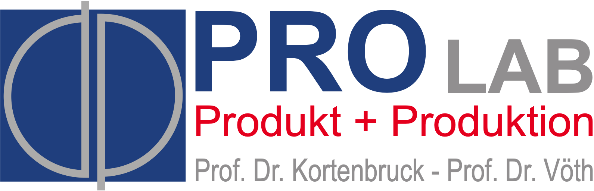 PRO LAB
Produkt + Produktion
Prof. Dr. Kortenbruck - Prof. Dr. Vöth